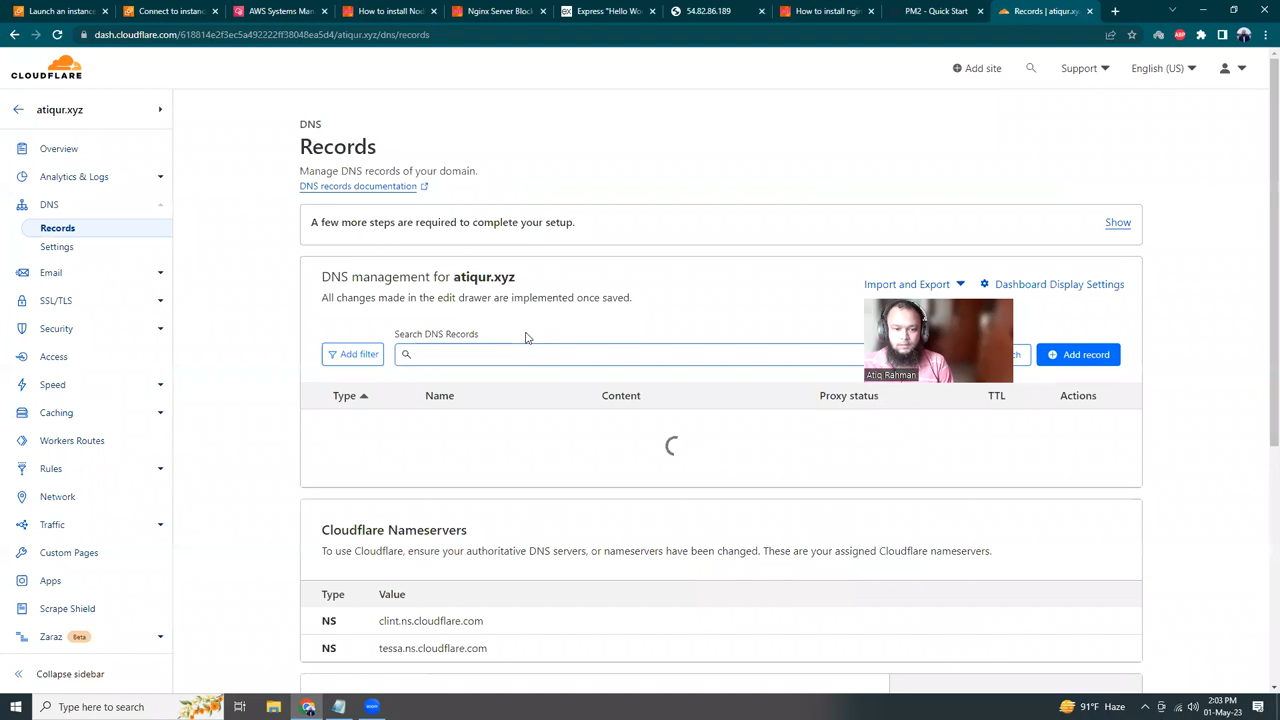 Launch an instanc
Connect to instanc
AWS Systems Man
How to install Nod
Nginx Server Block
Express "Hello Wo
54.82.86.189
How to install ngin
PM2 - Quick Start
Records | atiqur.xyz
dash.cloudflare.com/618814e2f3ec5a492222ff38048ea5d4/atiqur.xyz/dns/records
CLOUDFLARE
Add site
Support
English (US)
atiqur.xyz
Overview
Analytics & Logs
DNS
Records
Settings
Email
SSL/TLS
Security
Access
Speed
Caching
Workers Routes
Rules
Network
Traffic
Custom Pages
Apps
Scrape Shield
Zaraz Beta
Collapse sidebar
DNS
Records
Manage DNS records of your domain.
DNS records documentation
A few more steps are required to complete your setup.
Show
DNS management for atiqur.xyz
All changes made in the edit drawer are implemented once saved.
Import and Export
Dashboard Display Settings
Search DNS Records
Add filter
Add record
Atiq Rahman
Type Name Content Proxy status TTL Actions
Cloudflare Nameservers
To use Cloudflare, ensure your authoritative DNS servers, or nameservers have been changed. These are your assigned Cloudflare nameservers.
Type Value
NS clint.ns.cloudflare.com
NS tessa.ns.cloudflare.com
Type here to search
91°F Haze
2:03 PM
01-May-23